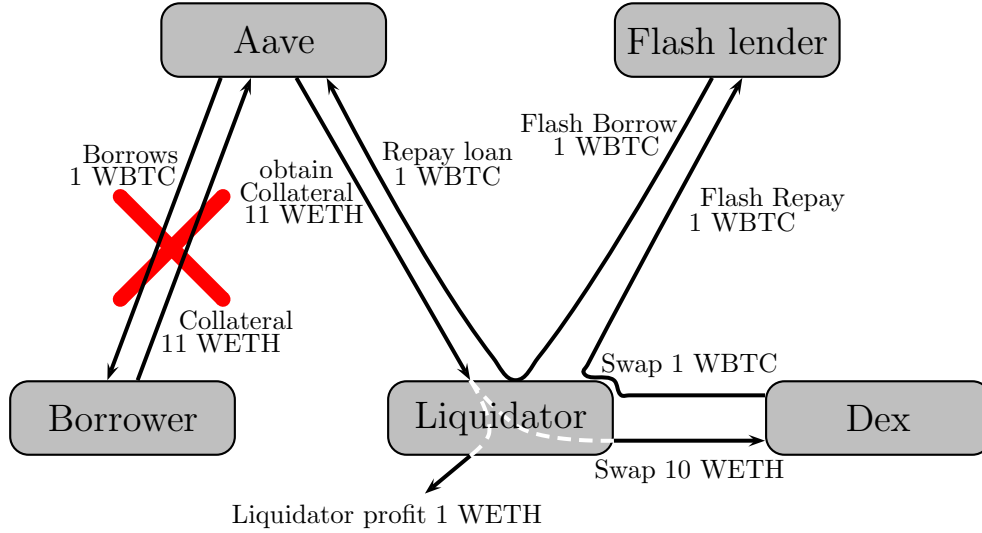 Aave
Flash lender
Borrows
1 WBTC
obtain
Collateral
11 WETH
Repay loan
1 WBTC
Flash Borrow
1 WBTC
Flash Repay
1 WBTC
Collateral
11 WETH
Swap 1 WBTC
Borrower
Liquidator
Dex
Swap 10 WETH
Liquidator profit 1 WETH